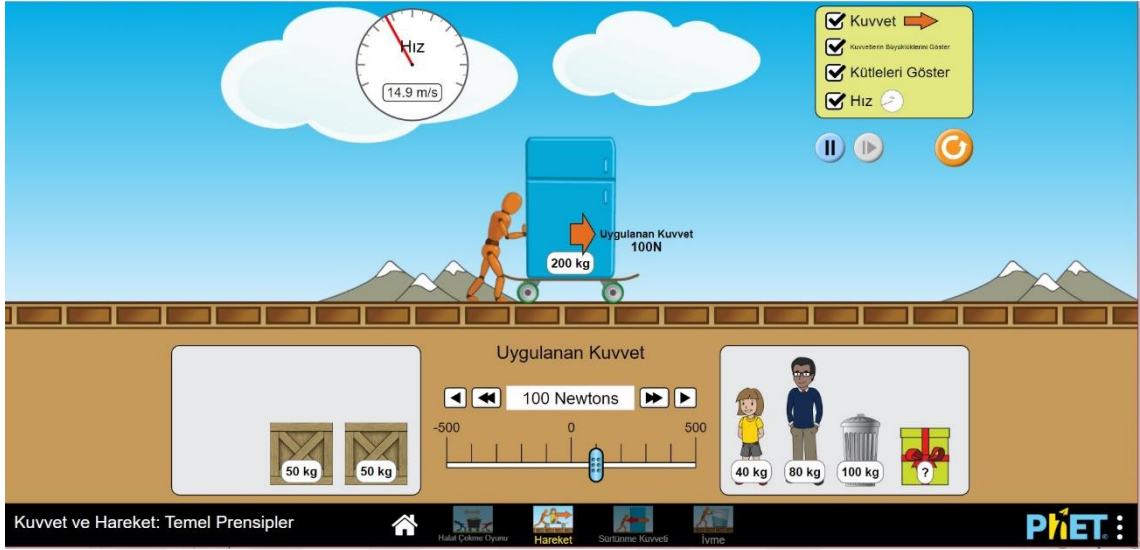 Hız
14.9 m/s
Kuvvet
Kuvvetlerin Büyüklüklerini Göster
Kütleleri Göster
Hız
Uygulanan Kuvvet
100N
200 kg
Uygulanan Kuvvet
100 Newtons
-500 0 500
50 kg
50 kg
40 kg
80 kg
100 kg
?
Kuvvet ve Hareket: Temel Prensipler
Halat Çekme Oyunu
Hareket
Sürtünme Kuvveti
İvme
PhET